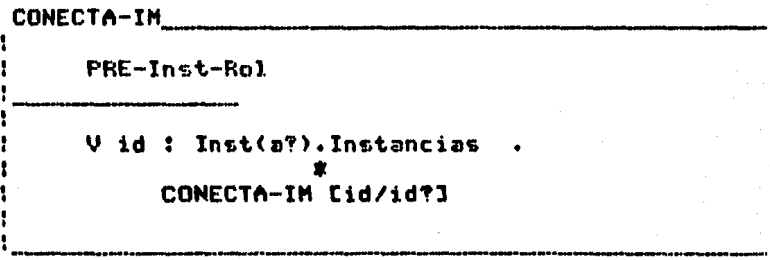 CONECTA-IM
PRE-Inst-Rol
V id : Inst(a?).Instancias .
*
CONECTA-IM [id/id?]